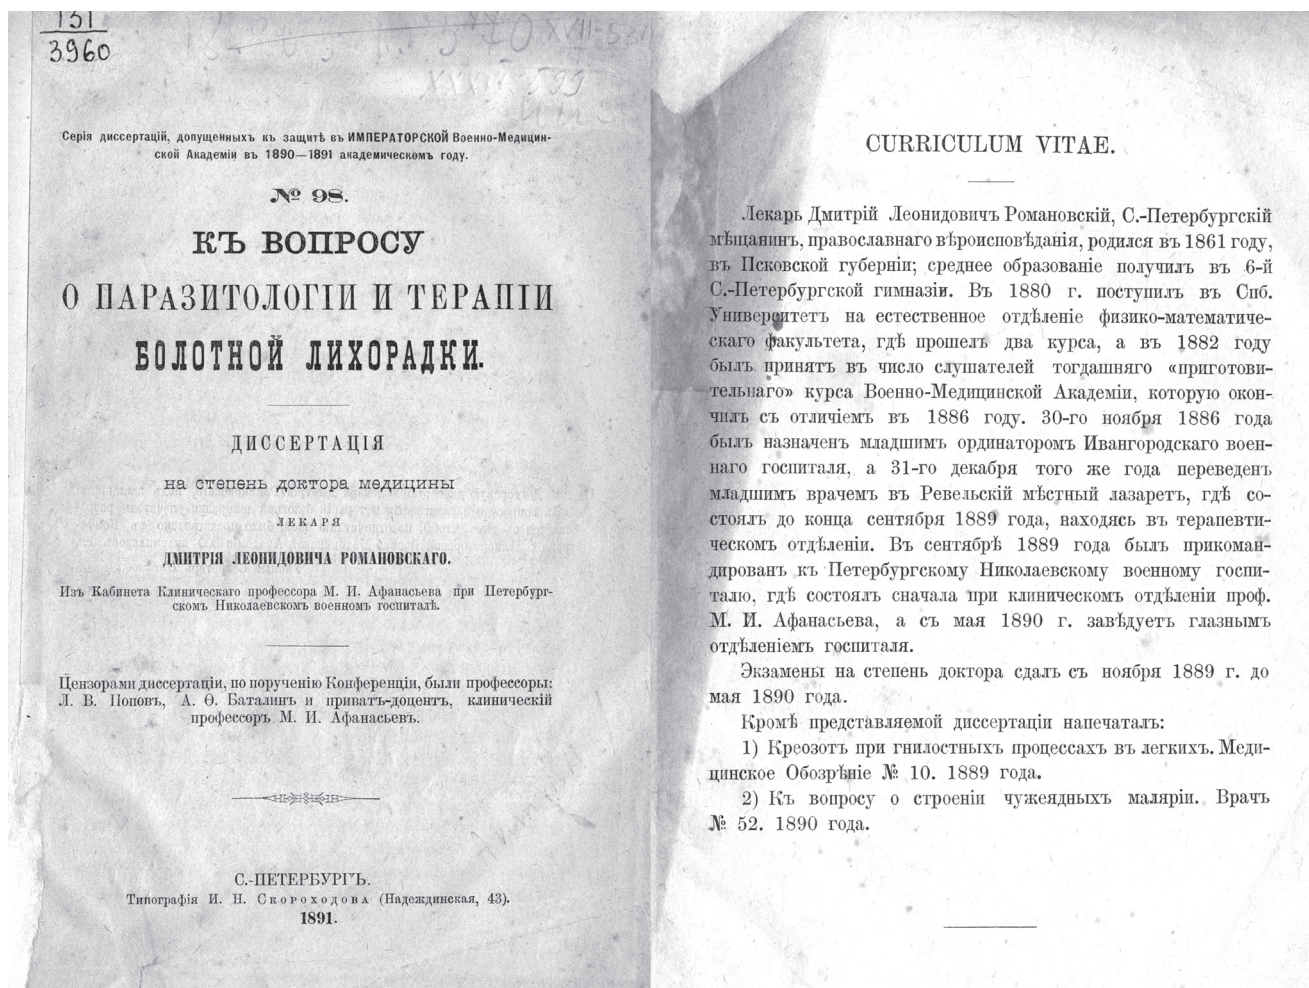 131
3960
Серія диссертацій, допущенныхъ къ защитѣ въ ИМПЕРАТОРСКОЙ Военно-Медицин-
ской Академіи въ 1890—1891 академическомъ году.
№ 98.
КЪ ВОПРОСУ
О ПАРАЗИТОЛОГІИ И ТЕРАПІИ
БОЛОТНОЙ ЛИХОРАДКИ.
ДИССЕРТАЦІЯ
на степень доктора медицины
ЛЕКАРЯ
ДМИТРІЯ ЛЕОНИДОВИЧА РОМАНОВСКАГО.
Изъ Кабинета Клиническаго профессора М. И. Афанасьева при Петербург-
скомъ Николаевскомъ военномъ госпиталѣ.
Цензорами диссертаціи, по порученію Конференціи, были профессоры:
Л. В. Поповъ, А. Ѳ. Баталинъ и приватъ-доцентъ, клиническій
профессоръ М. И. Афанасьевъ.
С.-ПЕТЕРБУРГЪ.
Типографія И. Н. Скороходова (Надеждинская, 43).
1891.
CURRICULUM VITAE.
Лекарь Дмитрій Леонидовичъ Романовскій, С.-Петербургскій
мѣщанинъ, православнаго вѣроисповѣданія, родился въ 1861 году,
въ Псковской губерніи; среднее образованіе получилъ въ 6-й
С.-Петербургской гимназіи. Въ 1880 г. поступилъ въ Спб.
Университетъ на естественное отдѣленіе физико-математиче-
скаго факультета, гдѣ прошелъ два курса, а въ 1882 году
былъ принятъ въ число слушателей тогдашняго «приготови-
тельнаго» курса Военно-Медицинской Академіи, которую окон-
чилъ съ отличіемъ въ 1886 году. 30-го ноября 1886 года
былъ назначенъ младшимъ ординаторомъ Ивангородскаго воен-
наго госпиталя, а 31-го декабря того же года переведенъ
младшимъ врачемъ въ Ревельскій мѣстный лазаретъ, гдѣ со-
стоялъ до конца сентября 1889 года, находясь въ терапевти-
ческомъ отдѣленіи. Въ сентябрѣ 1889 года былъ прикоман-
дированъ къ Петербургскому Николаевскому военному госпи-
талю, гдѣ состоялъ сначала при клиническомъ отдѣленіи проф.
М. И. Афанасьева, а съ мая 1890 г. завѣдуетъ глазнымъ
отдѣленіемъ госпиталя.
Экзамены на степень доктора сдалъ съ ноября 1889 г. до
мая 1890 года.
Кромѣ представляемой диссертаціи напечаталъ:
1) Креозотъ при гнилостныхъ процессахъ въ легкихъ. Меди-
цинское Обозрѣніе № 10. 1889 года.
2) Къ вопросу о строеніи чужеядныхъ маляріи. Врачъ
№ 52. 1890 года.